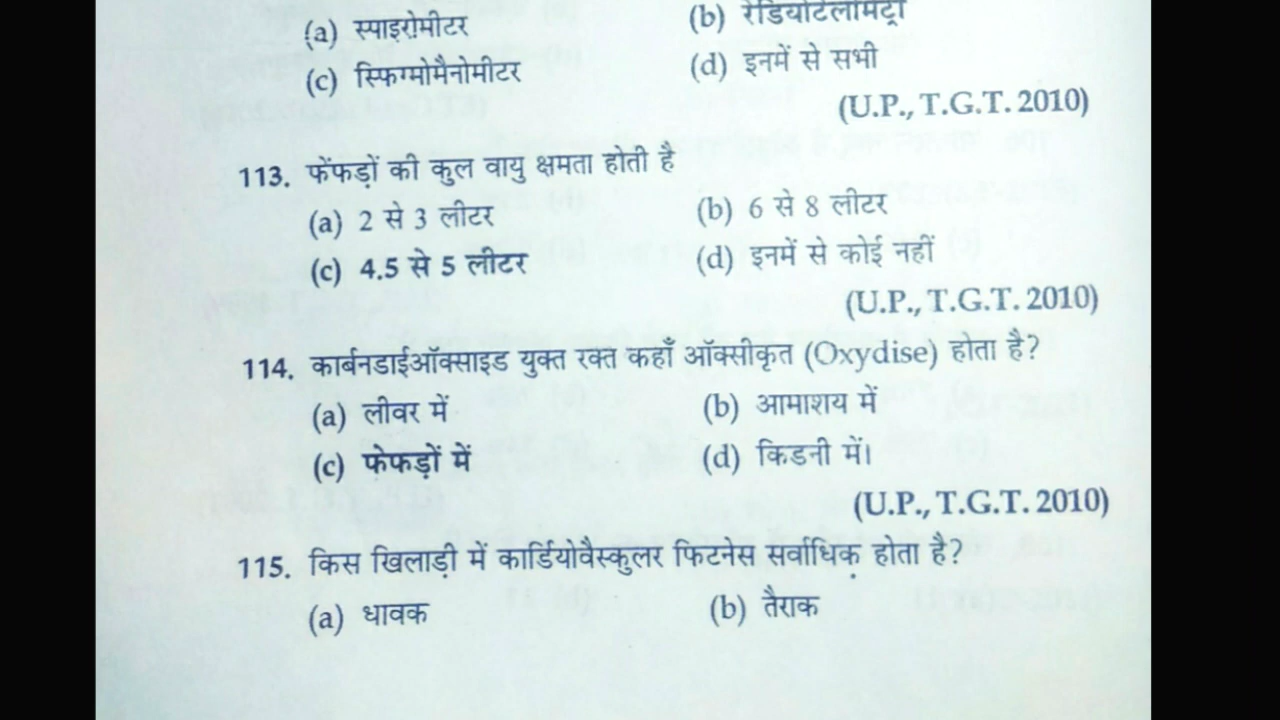 (a) स्पाइरोमीटर (b) रेडियोटेलीमेट्री
(c) स्फिग्मोमैनोमीटर (d) इनमें से सभी
(U.P., T.G.T. 2010)
113. फेंफड़ों की कुल वायु क्षमता होती है
(a) 2 से 3 लीटर (b) 6 से 8 लीटर
(c) 4.5 से 5 लीटर (d) इनमें से कोई नहीं
(U.P., T.G.T. 2010)
114. कार्बनडाईऑक्साइड युक्त रक्त कहाँ ऑक्सीकृत (Oxydise) होता है?
(a) लीवर में (b) आमाशय में
(c) फेफड़ों में (d) किडनी में।
(U.P., T.G.T. 2010)
115. किस खिलाड़ी में कार्डियोवैस्कुलर फिटनेस सर्वाधिक होता है?
(a) धावक (b) तैराक